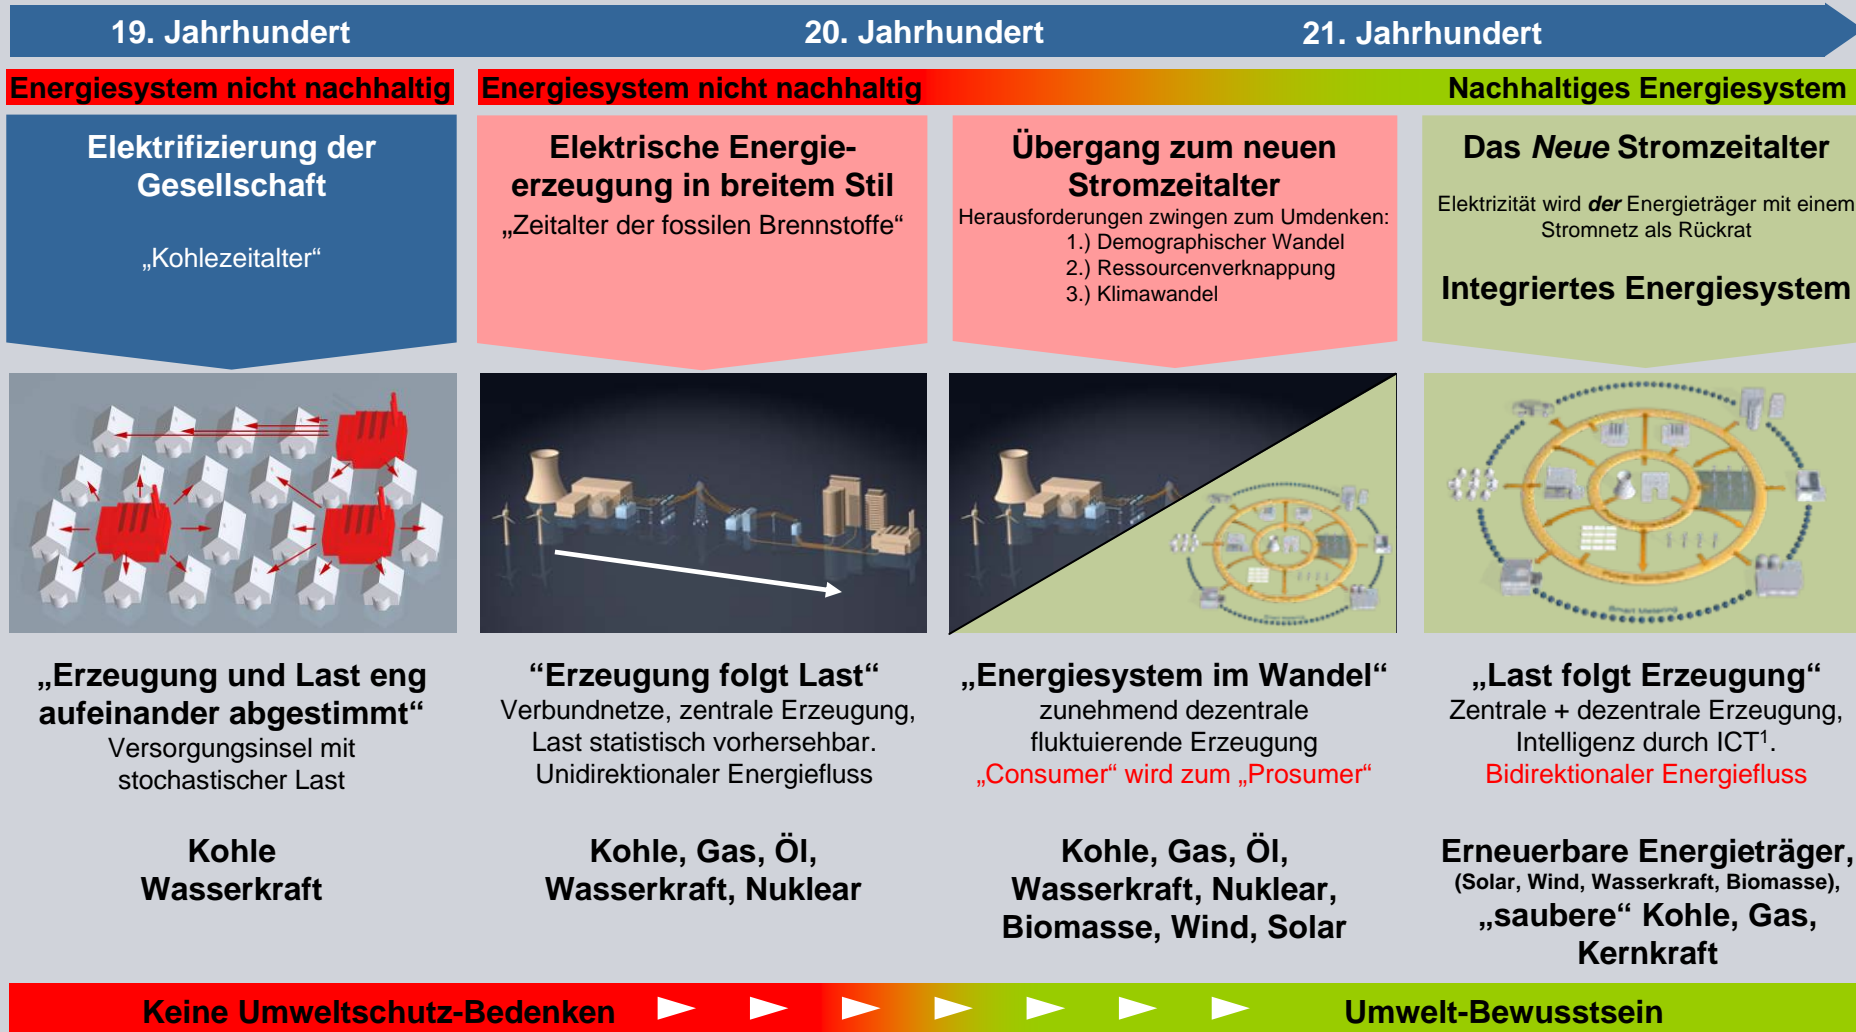 19. Jahrhundert
20. Jahrhundert
21. Jahrhundert
Energiesystem nicht nachhaltig
Energiesystem nicht nachhaltig
Nachhaltiges Energiesystem
Elektrifizierung der
Gesellschaft
„Kohlezeitalter“
Elektrische Energie-
erzeugung in breitem Stil
„Zeitalter der fossilen Brennstoffe“
Übergang zum neuen
Stromzeitalter
Herausforderungen zwingen zum Umdenken:
1.) Demographischer Wandel
2.) Ressourcenverknappung
3.) Klimawandel
Das Neue Stromzeitalter
Elektrizität wird der Energieträger mit einem
Stromnetz als Rückrat
Integriertes Energiesystem
Smart Metering
„Erzeugung und Last eng
aufeinander abgestimmt“
Versorgungsinsel mit
stochastischer Last
Kohle
Wasserkraft
“Erzeugung folgt Last“
Verbundnetze, zentrale Erzeugung,
Last statistisch vorhersehbar.
Unidirektionaler Energiefluss
Kohle, Gas, Öl,
Wasserkraft, Nuklear
„Energiesystem im Wandel“
zunehmend dezentrale
fluktuierende Erzeugung
„Consumer“ wird zum „Prosumer“
Kohle, Gas, Öl,
Wasserkraft, Nuklear,
Biomasse, Wind, Solar
„Last folgt Erzeugung“
Zentrale + dezentrale Erzeugung,
Intelligenz durch ICT¹.
Bidirektionaler Energiefluss
Erneuerbare Energieträger,
(Solar, Wind, Wasserkraft, Biomasse),
„saubere“ Kohle, Gas,
Kernkraft
Keine Umweltschutz-Bedenken
Umwelt-Bewusstsein